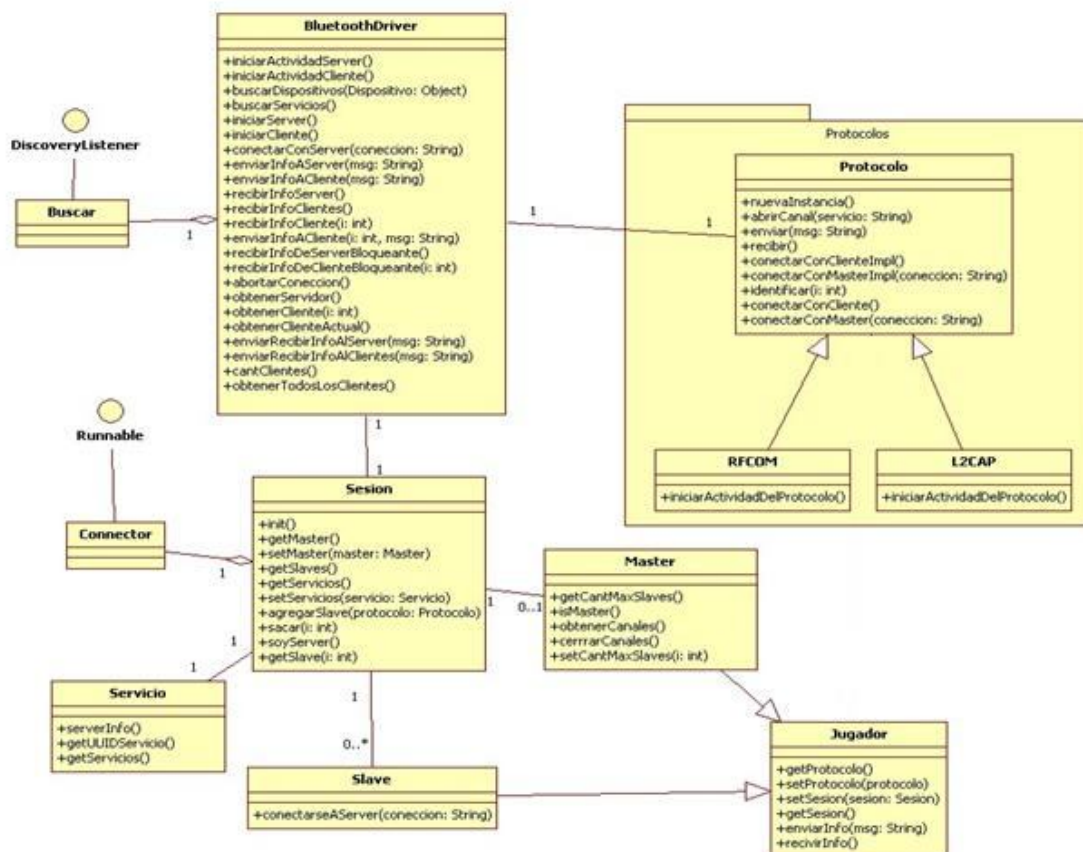 BluetoothDriver
+iniciarActividadServer()
+iniciarActividadCliente()
+buscarDispositivos(Dispositivo: Object)
+buscarServicios()
+iniciarServer()
+iniciarCliente()
+conectarConServer(coneccion: String)
+enviarInfoAServer(msg: String)
+enviarInfoACliente(msg: String)
+recibirInfoServer()
+recibirInfoClientes()
+recibirInfoCliente(i: int)
+enviarInfoACliente(i: int, msg: String)
+recibirInfoDeServerBloqueante()
+recibirInfoDeClienteBloqueante(i: int)
+abortarConeccion()
+obtenerServidor()
+obtenerCliente(i: int)
+obtenerClienteActual()
+enviarRecibirInfoAlServer(msg: String)
+enviarRecibirInfoAlClientes(msg: String)
+cantClientes()
+obtenerTodosLosClientes()
DiscoveryListener
Buscar
1
1
1
Protocolos
Protocolo
+nuevaInstancia()
+abrirCanal(servicio: String)
+enviar(msg: String)
+recibir()
+conectarConClienteImpl()
+conectarConMasterImpl(coneccion: String)
+identificar(i: int)
+conectarConCliente()
+conectarConMaster(coneccion: String)
RFCOM
+iniciarActividadDelProtocolo()
L2CAP
+iniciarActividadDelProtocolo()
1
1
Runnable
Connector
1
Sesion
+init()
+getMaster()
+setMaster(master: Master)
+getSlaves()
+getServicios()
+setServicios(servicio: Servicio)
+agregarSlave(protocolo: Protocolo)
+sacar(i: int)
+soyServer()
+getSlave(i: int)
1
0..1
Master
+getCantMaxSlaves()
+isMaster()
+obtenerCanales()
+cerrrarCanales()
+setCantMaxSlaves(i: int)
1
1
Servicio
+serverInfo()
+getUUIDServicio()
+getServicios()
1
0..*
Slave
+conectarseAServer(coneccion: String)
Jugador
+getProtocolo()
+setProtocolo(protocolo)
+setSesion(sesion: Sesion)
+getSesion()
+enviarInfo(msg: String)
+recivirInfo()